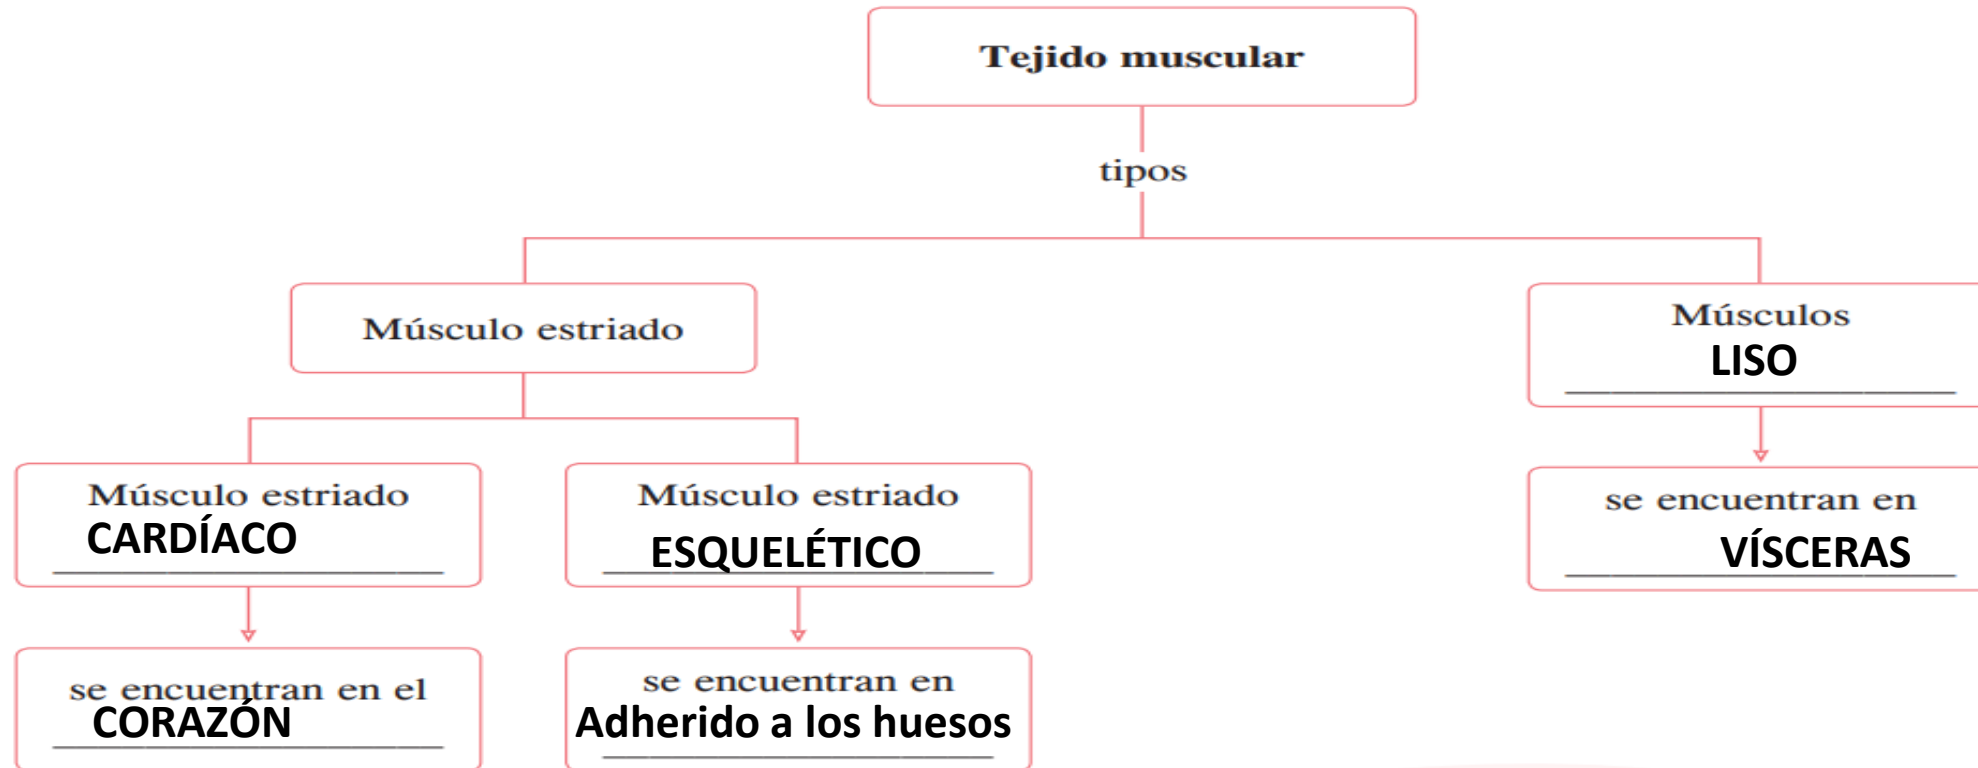 Tejido muscular
tipos
Músculo estriado
Músculos
LISO
Músculo estriado
CARDÍACO
Músculo estriado
ESQUELÉTICO
se encuentran en
VÍSCERAS
se encuentran en el
CORAZÓN
se encuentran en
Adherido a los huesos